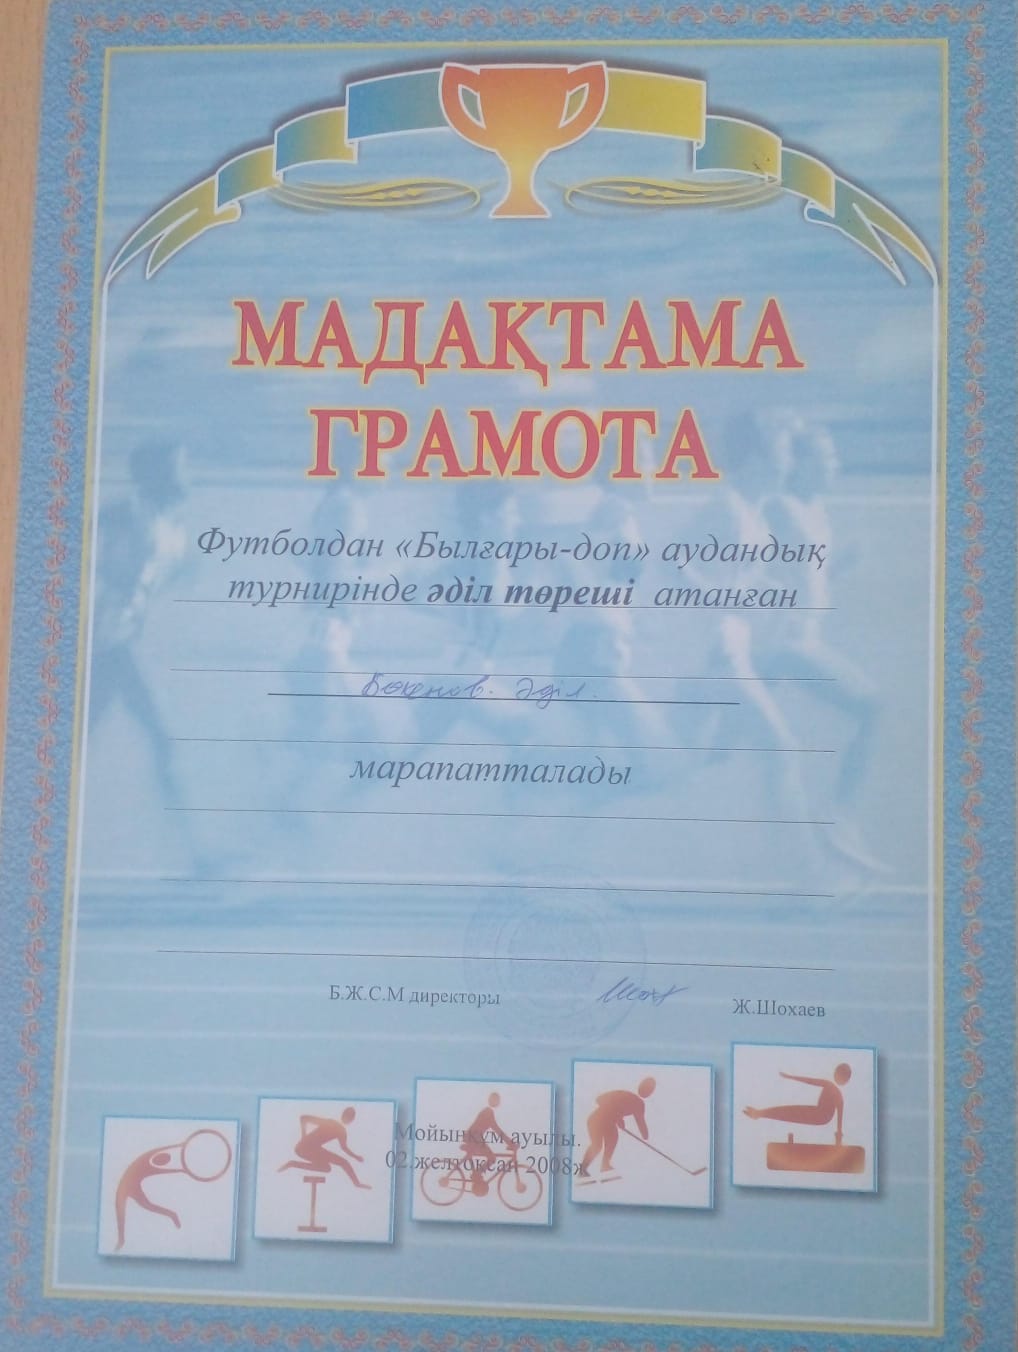 МАДАҚТАМА
ГРАМОТА
Футболдан «Былғары-доп» аудандық
турнирінде әділ төреші атанған
Бөкенов. Әділ.
марапатталады
Б.Ж.С.М директоры
Ж.Шохаев
Мойынқұм ауылы.
02.желтоқсан 2008ж